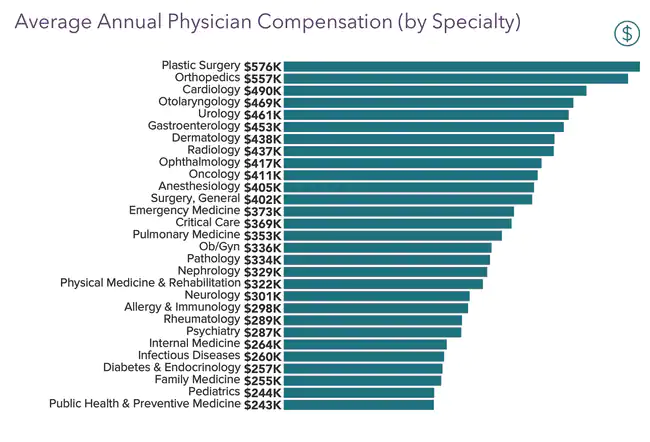 Average Annual Physician Compensation (by Specialty)
$
Plastic Surgery $576K
Orthopedics $557K
Cardiology $490K
Otolaryngology $469K
Urology $461K
Gastroenterology $453K
Dermatology $438K
Radiology $437K
Ophthalmology $417K
Oncology $411K
Anesthesiology $405K
Surgery, General $402K
Emergency Medicine $373K
Critical Care $369K
Pulmonary Medicine $353K
Ob/Gyn $336K
Pathology $334K
Nephrology $329K
Physical Medicine & Rehabilitation $322K
Neurology $301K
Allergy & Immunology $298K
Rheumatology $289K
Psychiatry $287K
Internal Medicine $264K
Infectious Diseases $260K
Diabetes & Endocrinology $257K
Family Medicine $255K
Pediatrics $244K
Public Health & Preventive Medicine $243K